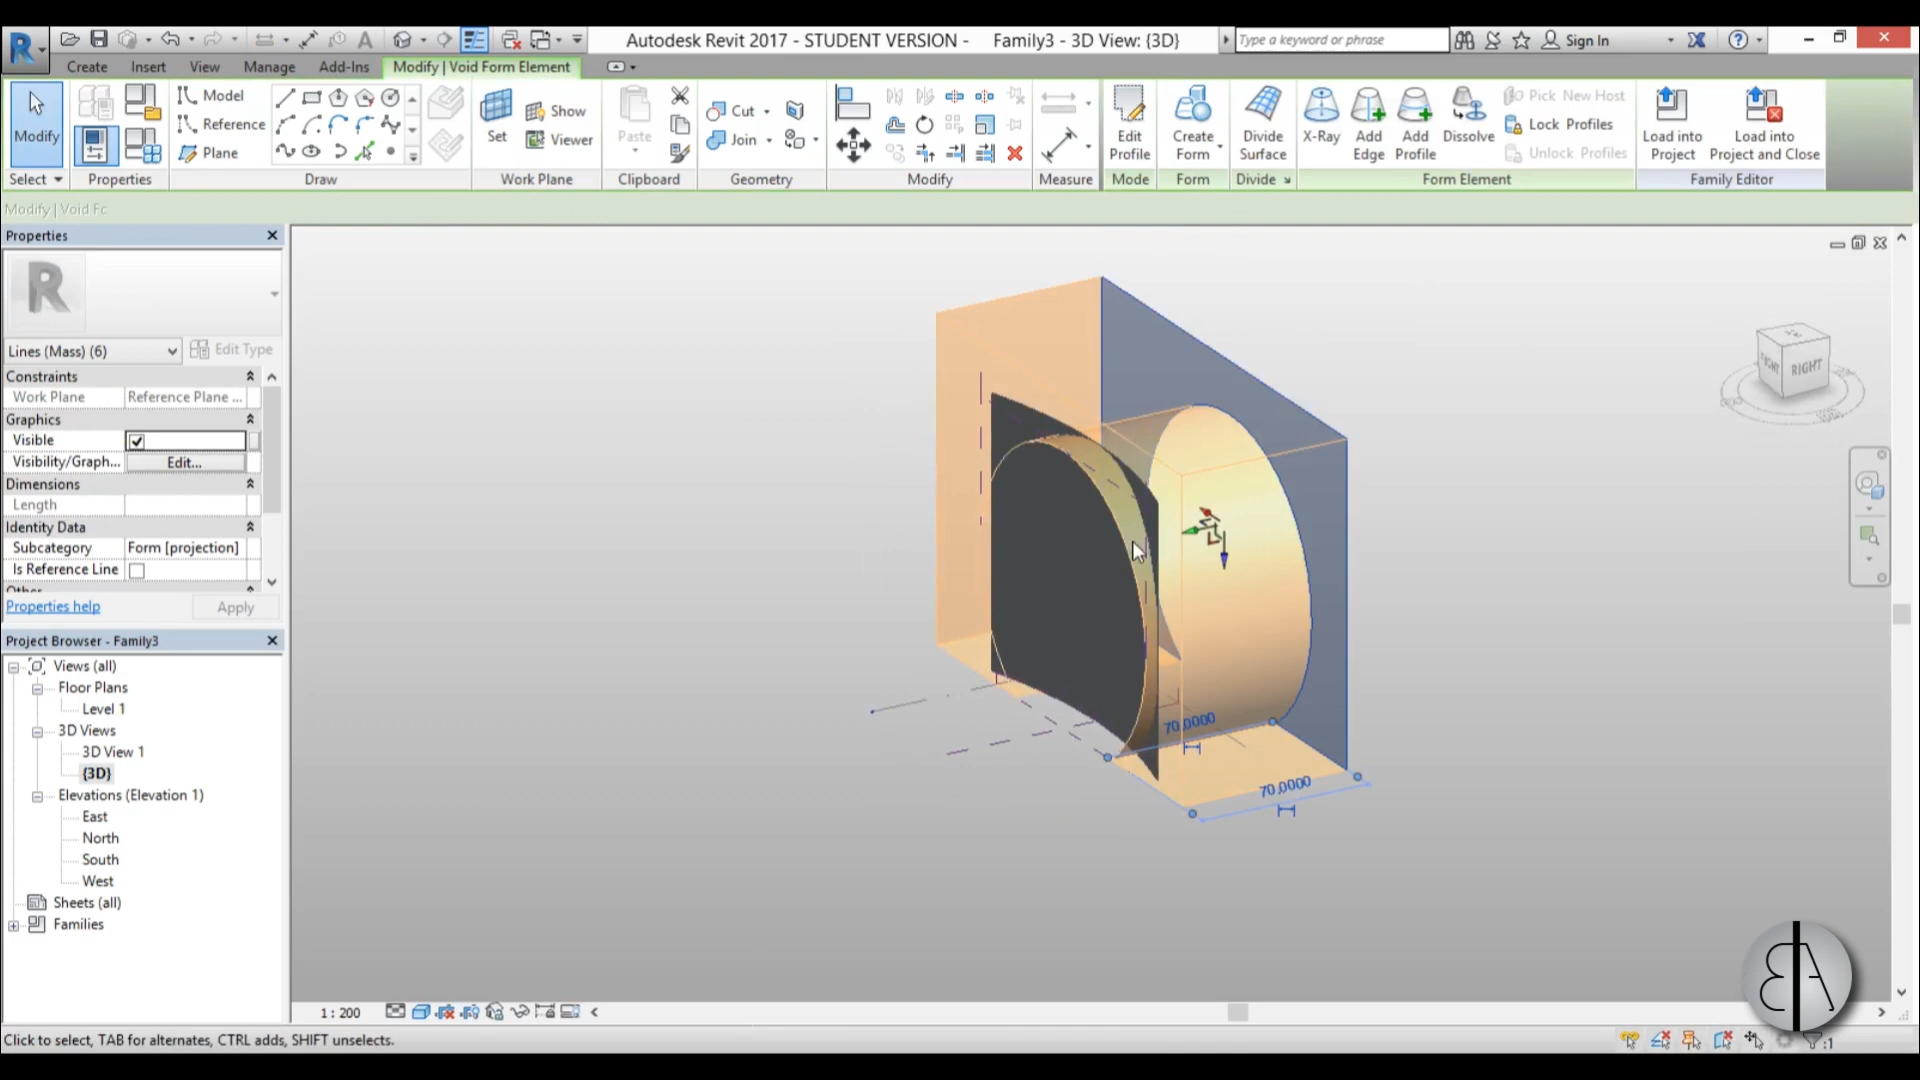 Autodesk Revit 2017 - STUDENT VERSION - Family3 - 3D View: {3D}
Type a keyword or phrase
Sign In
Create Insert View Manage Add-Ins Modify | Void Form Element
Modify
Select
Properties
Model
Reference
Plane
Draw
Set
Show
Viewer
Work Plane
Paste
Clipboard
Cut
Join
Geometry
Modify
Measure
Edit Profile
Mode
Create Form
Form
Divide Surface
Divide
X-Ray
Add Edge
Add Profile
Dissolve
Pick New Host
Lock Profiles
Unlock Profiles
Form Element
Load into Project
Load into Project and Close
Family Editor
Modify | Void Fc
Properties
R
Lines (Mass) (6)
Edit Type
Constraints
Work Plane Reference Plane ...
Graphics
Visible
Visibility/Graph... Edit...
Dimensions
Length
Identity Data
Subcategory Form [projection]
Is Reference Line
Other
Properties help Apply
Project Browser - Family3
Views (all)
Floor Plans
Level 1
3D Views
3D View 1
{3D}
Elevations (Elevation 1)
East
North
South
West
Sheets (all)
Families
FRONT
RIGHT
70.0000
70.0000
1 : 200
Click to select, TAB for alternates, CTRL adds, SHIFT unselects.
:1